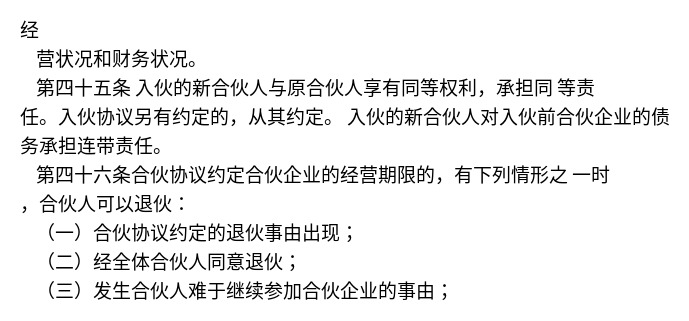 经
营状况和财务状况。
第四十五条 入伙的新合伙人与原合伙人享有同等权利，承担同 等责
任。入伙协议另有约定的，从其约定。 入伙的新合伙人对入伙前合伙企业的债
务承担连带责任。
第四十六条合伙协议约定合伙企业的经营期限的，有下列情形之 一时
，合伙人可以退伙：
（一）合伙协议约定的退伙事由出现；
（二）经全体合伙人同意退伙；
（三）发生合伙人难于继续参加合伙企业的事由；